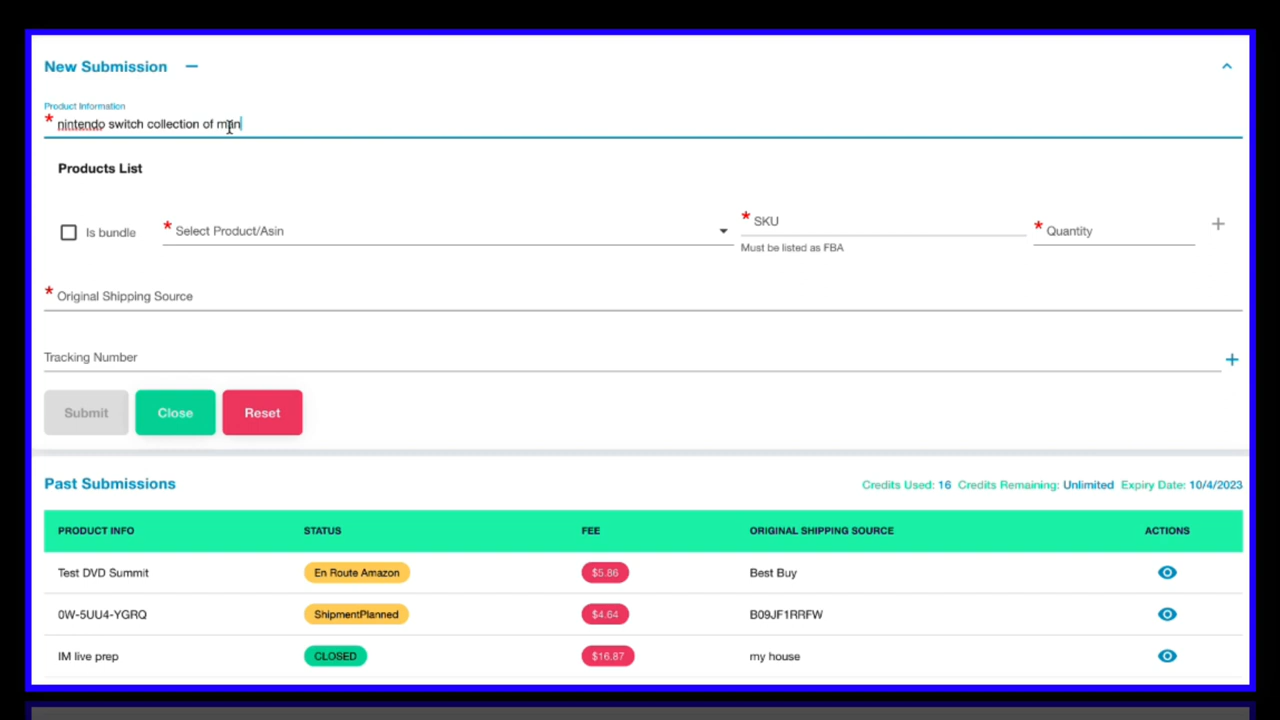 New Submission
Product Information
* nintendo switch collection of man
Products List
Is bundle * Select Product/Asin * SKU * Quantity
Must be listed as FBA
* Original Shipping Source
Tracking Number
Submit Close Reset
Past Submissions Credits Used: 16 Credits Remaining: Unlimited Expiry Date: 10/4/2023
PRODUCT INFO STATUS FEE ORIGINAL SHIPPING SOURCE ACTIONS
Test DVD Summit En Route Amazon $5.86 Best Buy
0W-5UU4-YGRQ ShipmentPlanned $4.64 B09JF1RRFW
IM live prep CLOSED $16.87 my house